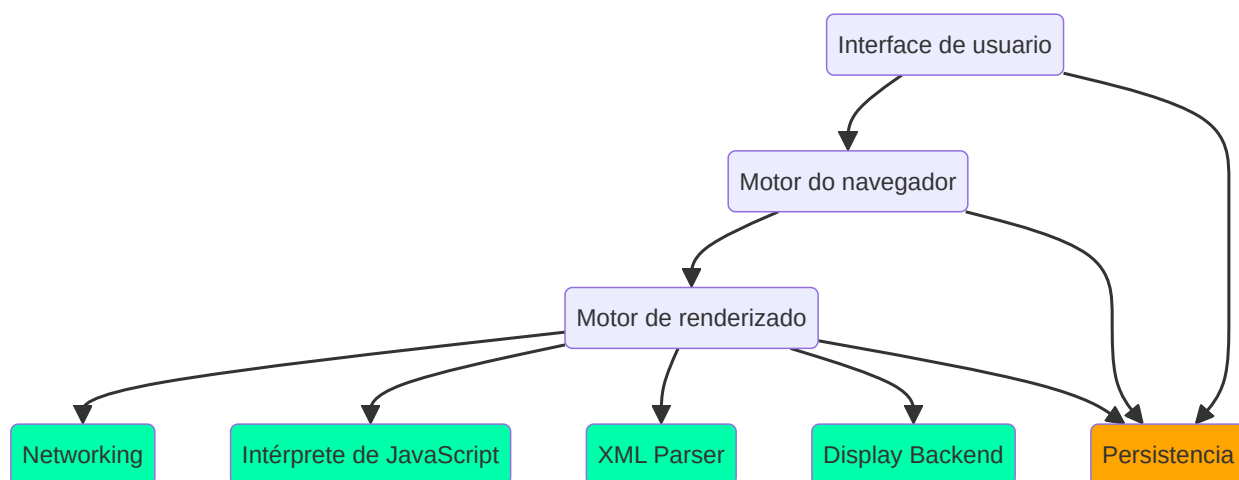 Interface de usuario
Motor do navegador
Motor de renderizado
Networking
Intérprete de JavaScript
XML Parser
Display Backend
Persistencia